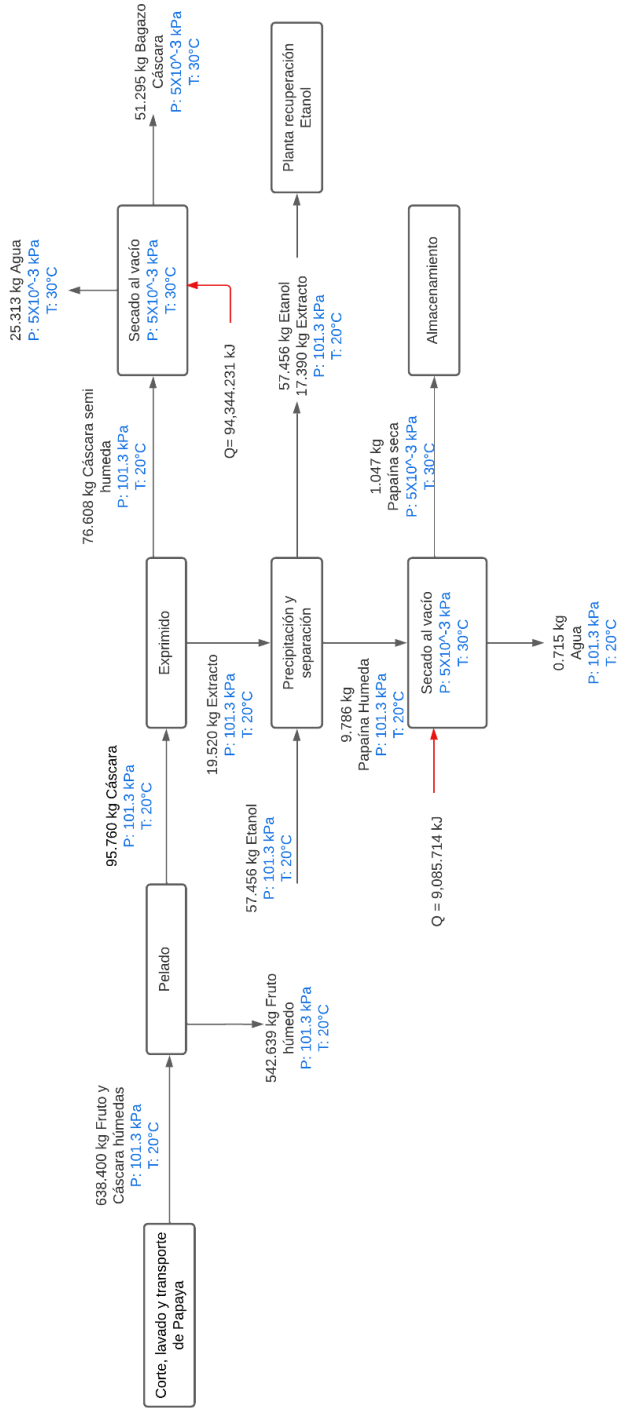 Corte, lavado y transporte
de Papaya
638.400 kg Fruto y
Cáscara húmedas
P: 101.3 kPa
T: 20°C
Pelado
542.639 kg Fruto
húmedo
P: 101.3 kPa
T: 20°C
95.760 kg Cáscara
P: 101.3 kPa
T: 20°C
Exprimido
76.608 kg Cáscara semi
humeda
P: 101.3 kPa
T: 20°C
Secado al vacío
P: 5X10^-3 kPa
T: 30°C
Q= 94,344.231 kJ
25.313 kg Agua
P: 5X10^-3 kPa
T: 30°C
51.295 kg Bagazo
Cáscara
P: 5X10^-3 kPa
T: 30°C
19.520 kg Extracto
P: 101.3 kPa
T: 20°C
57.456 kg Etanol
P: 101.3 kPa
T: 20°C
Precipitación y
separación
57.456 kg Etanol
17.390 kg Extracto
P: 101.3 kPa
T: 20°C
Planta recuperación
Etanol
9.786 kg
Papaína Humeda
P: 101.3 kPa
T: 20°C
Q = 9,085.714 kJ
Secado al vacío
P: 5X10^-3 kPa
T: 30°C
1.047 kg
Papaína seca
P: 5X10^-3 kPa
T: 30°C
Almacenamiento
0.715 kg
Agua
P: 101.3 kPa
T: 20°C